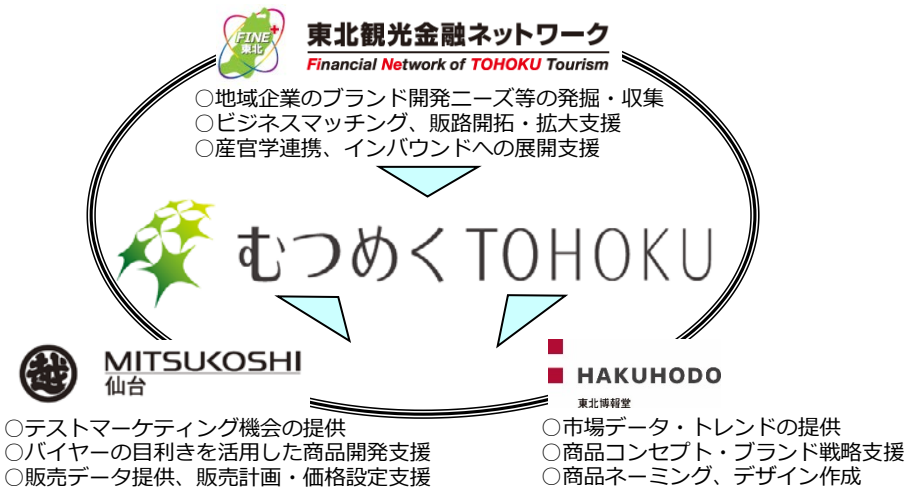 FINE+
東北
東北観光金融ネットワーク
Financial Network of TOHOKU Tourism
○地域企業のブランド開発ニーズ等の発掘・収集
○ビジネスマッチング、販路開拓・拡大支援
○産官学連携、インバウンドへの展開支援
むつめくTOHOKU
越
MITSUKOSHI
仙台
○テストマーケティング機会の提供
○バイヤーの目利きを活用した商品開発支援
○販売データ提供、販売計画・価格設定支援
HAKUHODO
東北博報堂
○市場データ・トレンドの提供
○商品コンセプト・ブランド戦略支援
○商品ネーミング、デザイン作成